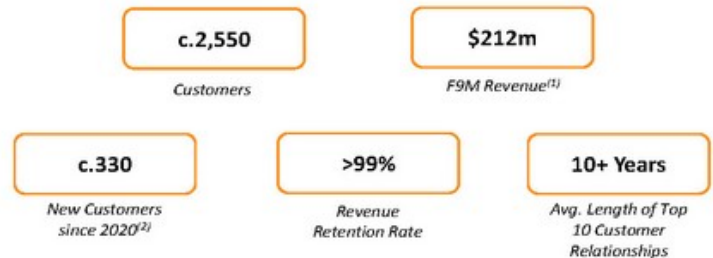 c.2,550
$212m
Customers
F9M Revenue(1)
c.330
>99%
10+ Years
New Customers
since 2020(2)
Revenue
Retention Rate
Avg. Length of Top
10 Customer
Relationships